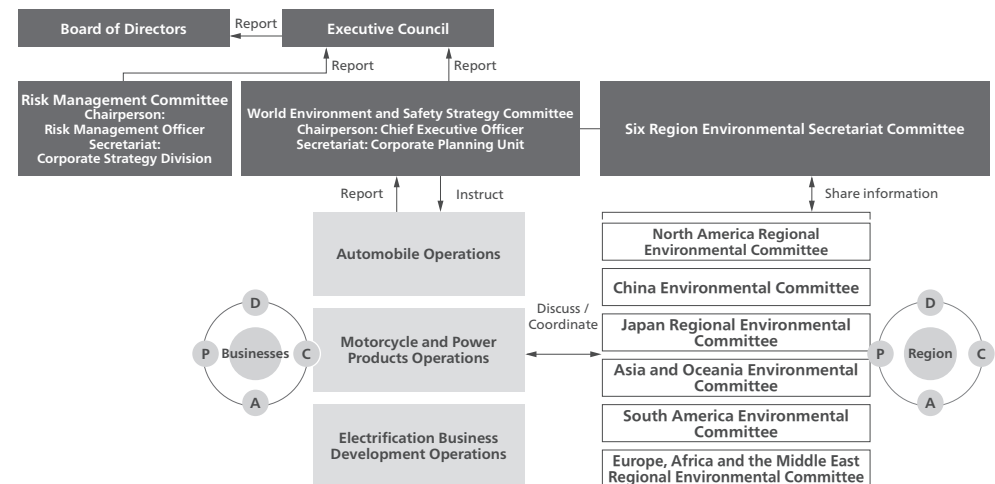 Board of Directors
Report
Executive Council
Report
Report
Risk Management Committee
Chairperson:
Risk Management Officer
Secretariat:
Corporate Strategy Division
World Environment and Safety Strategy Committee
Chairperson: Chief Executive Officer
Secretariat: Corporate Planning Unit
Six Region Environmental Secretariat Committee
Report
Instruct
Share information
Automobile Operations
Motorcycle and Power
Products Operations
Electrification Business
Development Operations
D
P
Businesses
C
A
Discuss /
Coordinate
North America Regional
Environmental Committee
China Environmental Committee
Japan Regional Environmental
Committee
Asia and Oceania Environmental
Committee
South America Environmental
Committee
Europe, Africa and the Middle East
Regional Environmental Committee
D
P
Region
C
A